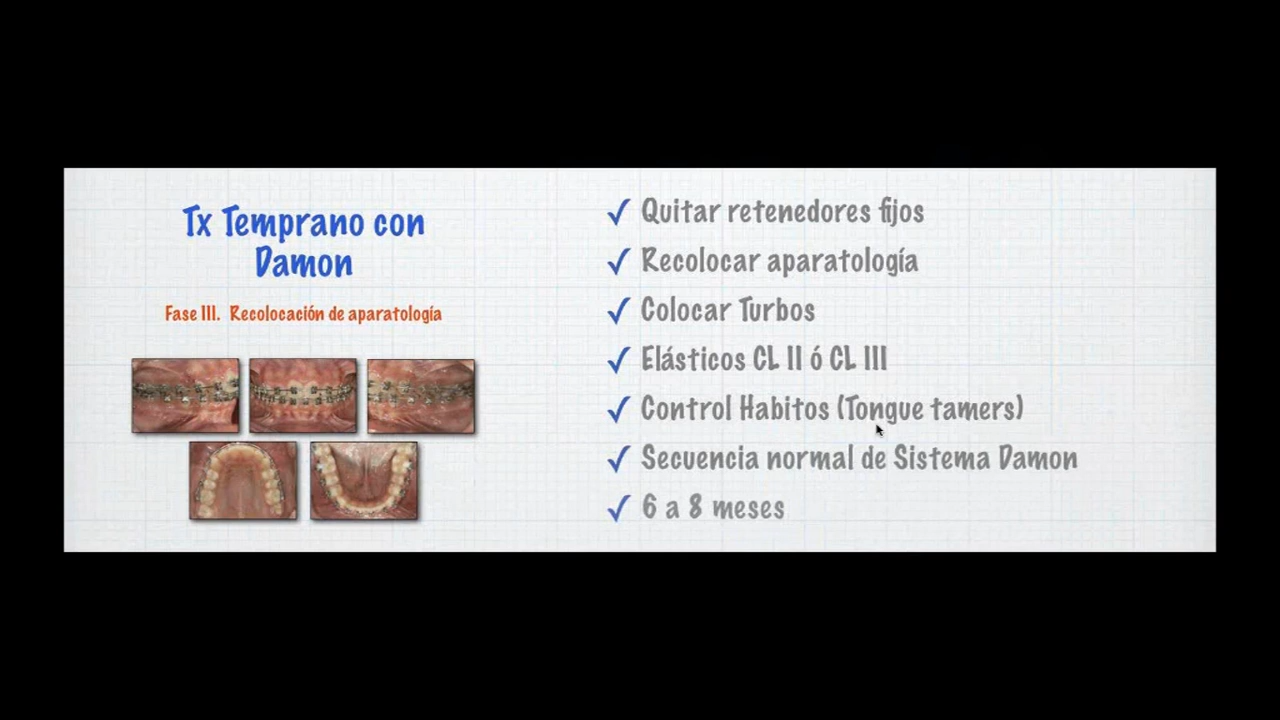 Tx Temprano con
Damon
Fase III. Recolocación de aparatología
✓ Quitar retenedores fijos
✓ Recolocar aparatología
✓ Colocar Turbos
✓ Elásticos CL II ó CL III
✓ Control Habitos (Tongue tamers)
✓ Secuencia normal de Sistema Damon
✓ 6 a 8 meses